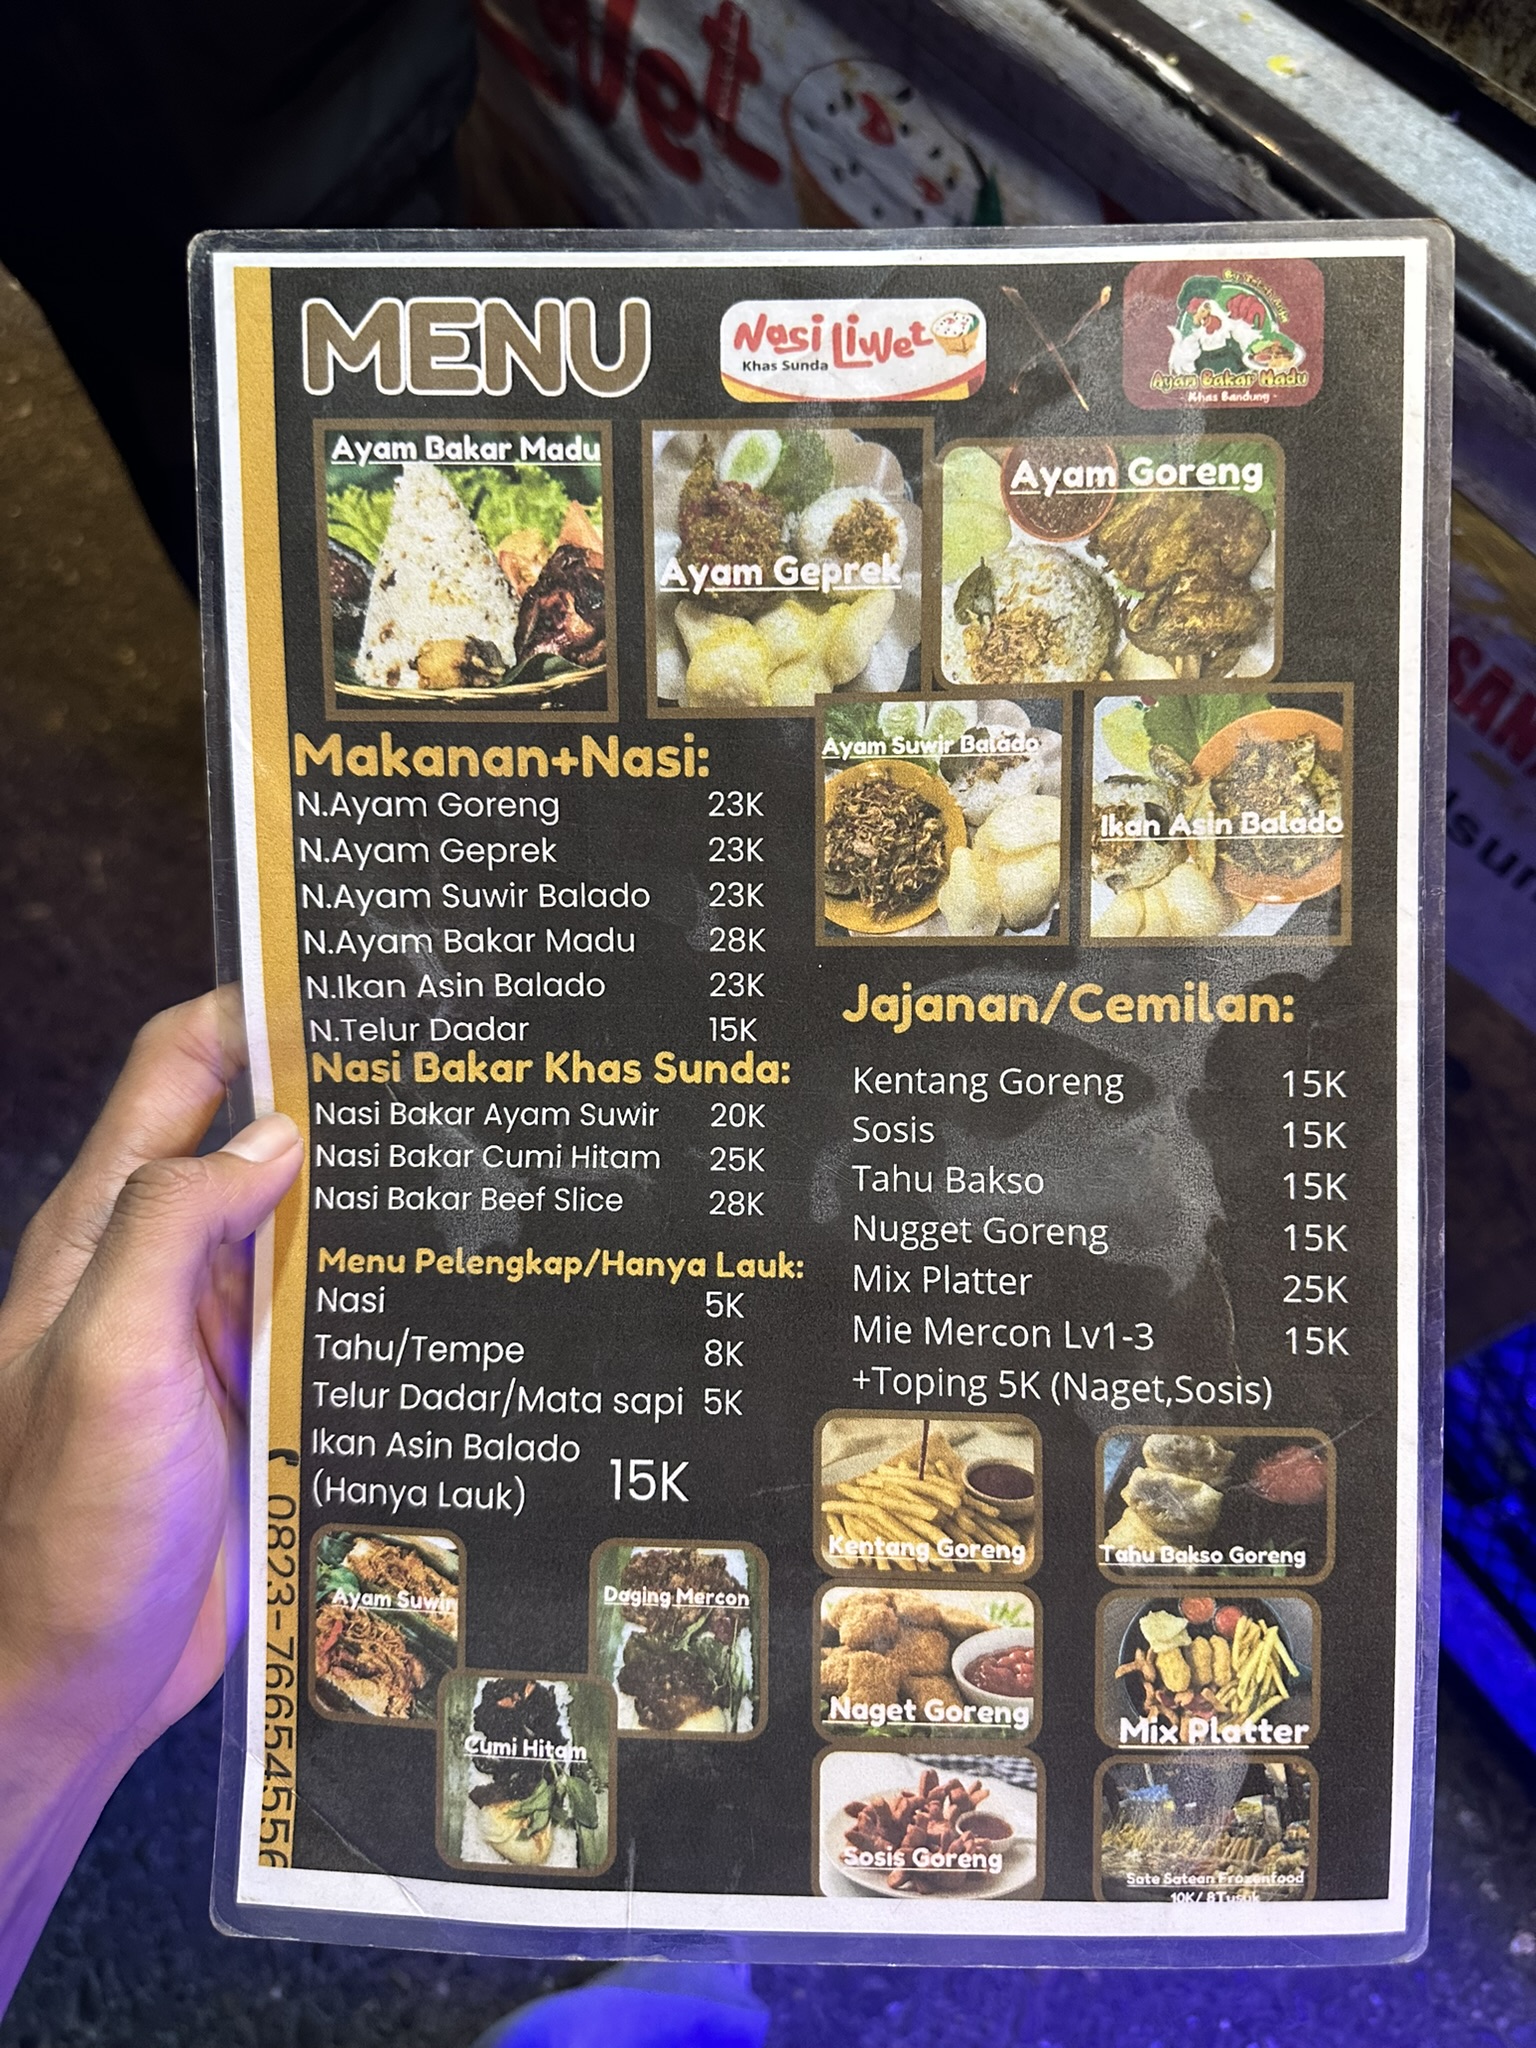 Vet
MENU
Nasi Liwet
Khas Sunda
Ayam Bakar Madu
- Khas Bandung -
Ayam Bakar Madu
Ayam Geprek
Ayam Goreng
Ayam Suwir Balado
Ikan Asin Balado
Makanan+Nasi:
N.Ayam Goreng 23K
N.Ayam Geprek 23K
N.Ayam Suwir Balado 23K
N.Ayam Bakar Madu 28K
N.Ikan Asin Balado 23K
N.Telur Dadar 15K
Nasi Bakar Khas Sunda:
Nasi Bakar Ayam Suwir 20K
Nasi Bakar Cumi Hitam 25K
Nasi Bakar Beef Slice 28K
Menu Pelengkap/Hanya Lauk:
Nasi 5K
Tahu/Tempe 8K
Telur Dadar/Mata sapi 5K
Ikan Asin Balado
(Hanya Lauk) 15K
Ayam Suwir
Daging Mercon
Cumi Hitam
Jajanan/Cemilan:
Kentang Goreng 15K
Sosis 15K
Tahu Bakso 15K
Nugget Goreng 15K
Mix Platter 25K
Mie Mercon Lv1-3 15K
+Toping 5K (Naget,Sosis)
Kentang Goreng
Tahu Bakso Goreng
Naget Goreng
Mix Platter
Sosis Goreng
Sate Satean Frozenfood
10K/ 8Tusuk
0823-766545556